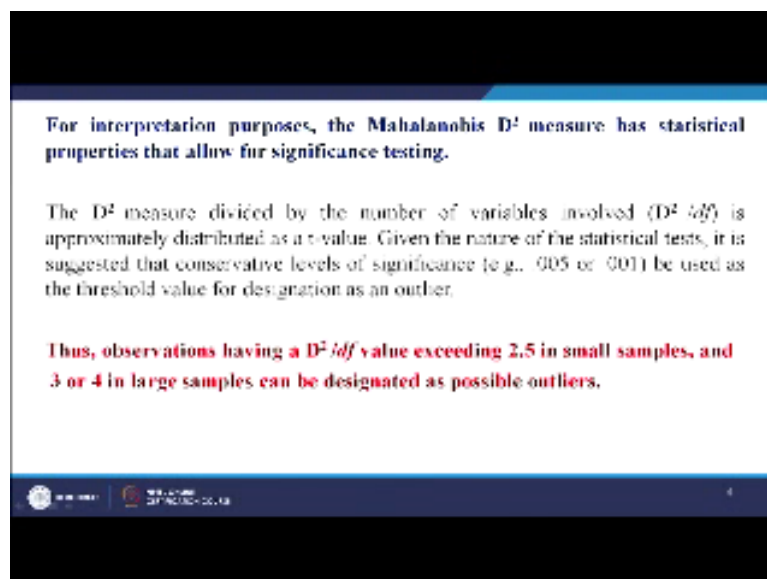 For interpretation purposes, the Mahalanobis D² measure has statistical
properties that allow for significance testing.
The D² measure divided by the number of variables involved (D² /df) is
approximately distributed as a t-value. Given the nature of the statistical tests, it is
suggested that conservative levels of significance (e.g., .005 or .001) be used as
the threshold value for designation as an outlier.
Thus, observations having a D² /df value exceeding 2.5 in small samples, and
3 or 4 in large samples can be designated as possible outliers.